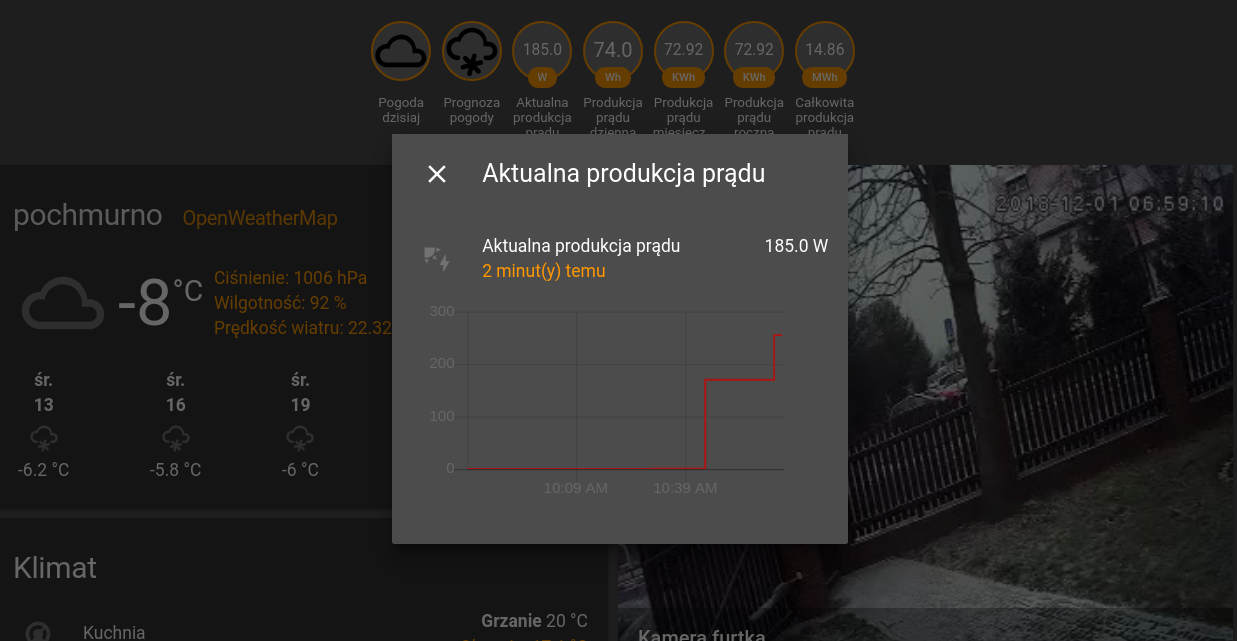 185.0
74.0
72.92
72.92
14.86
W
Wh
KWh
KWh
MWh
Pogoda
dzisiaj
Prognoza
pogody
Aktualna
produkcja
prądu
Produkcja
prądu
dzienna
Produkcja
prądu
miesięcz…
Produkcja
prądu
roczna
Całkowita
produkcja
prądu
Aktualna produkcja prądu
Aktualna produkcja prądu
185.0 W
2 minut(y) temu
300
200
100
0
10:09 AM
10:39 AM
pochmurno
OpenWeatherMap
-8°C
Ciśnienie: 1006 hPa
Wilgotność: 92 %
Prędkość wiatru: 22.32
śr.
13
-6.2 °C
śr.
16
-5.8 °C
śr.
19
-6 °C
2018-12-01 06:59:10
Klimat
Kuchnia
Grzanie 20 °C
Kamera furtka